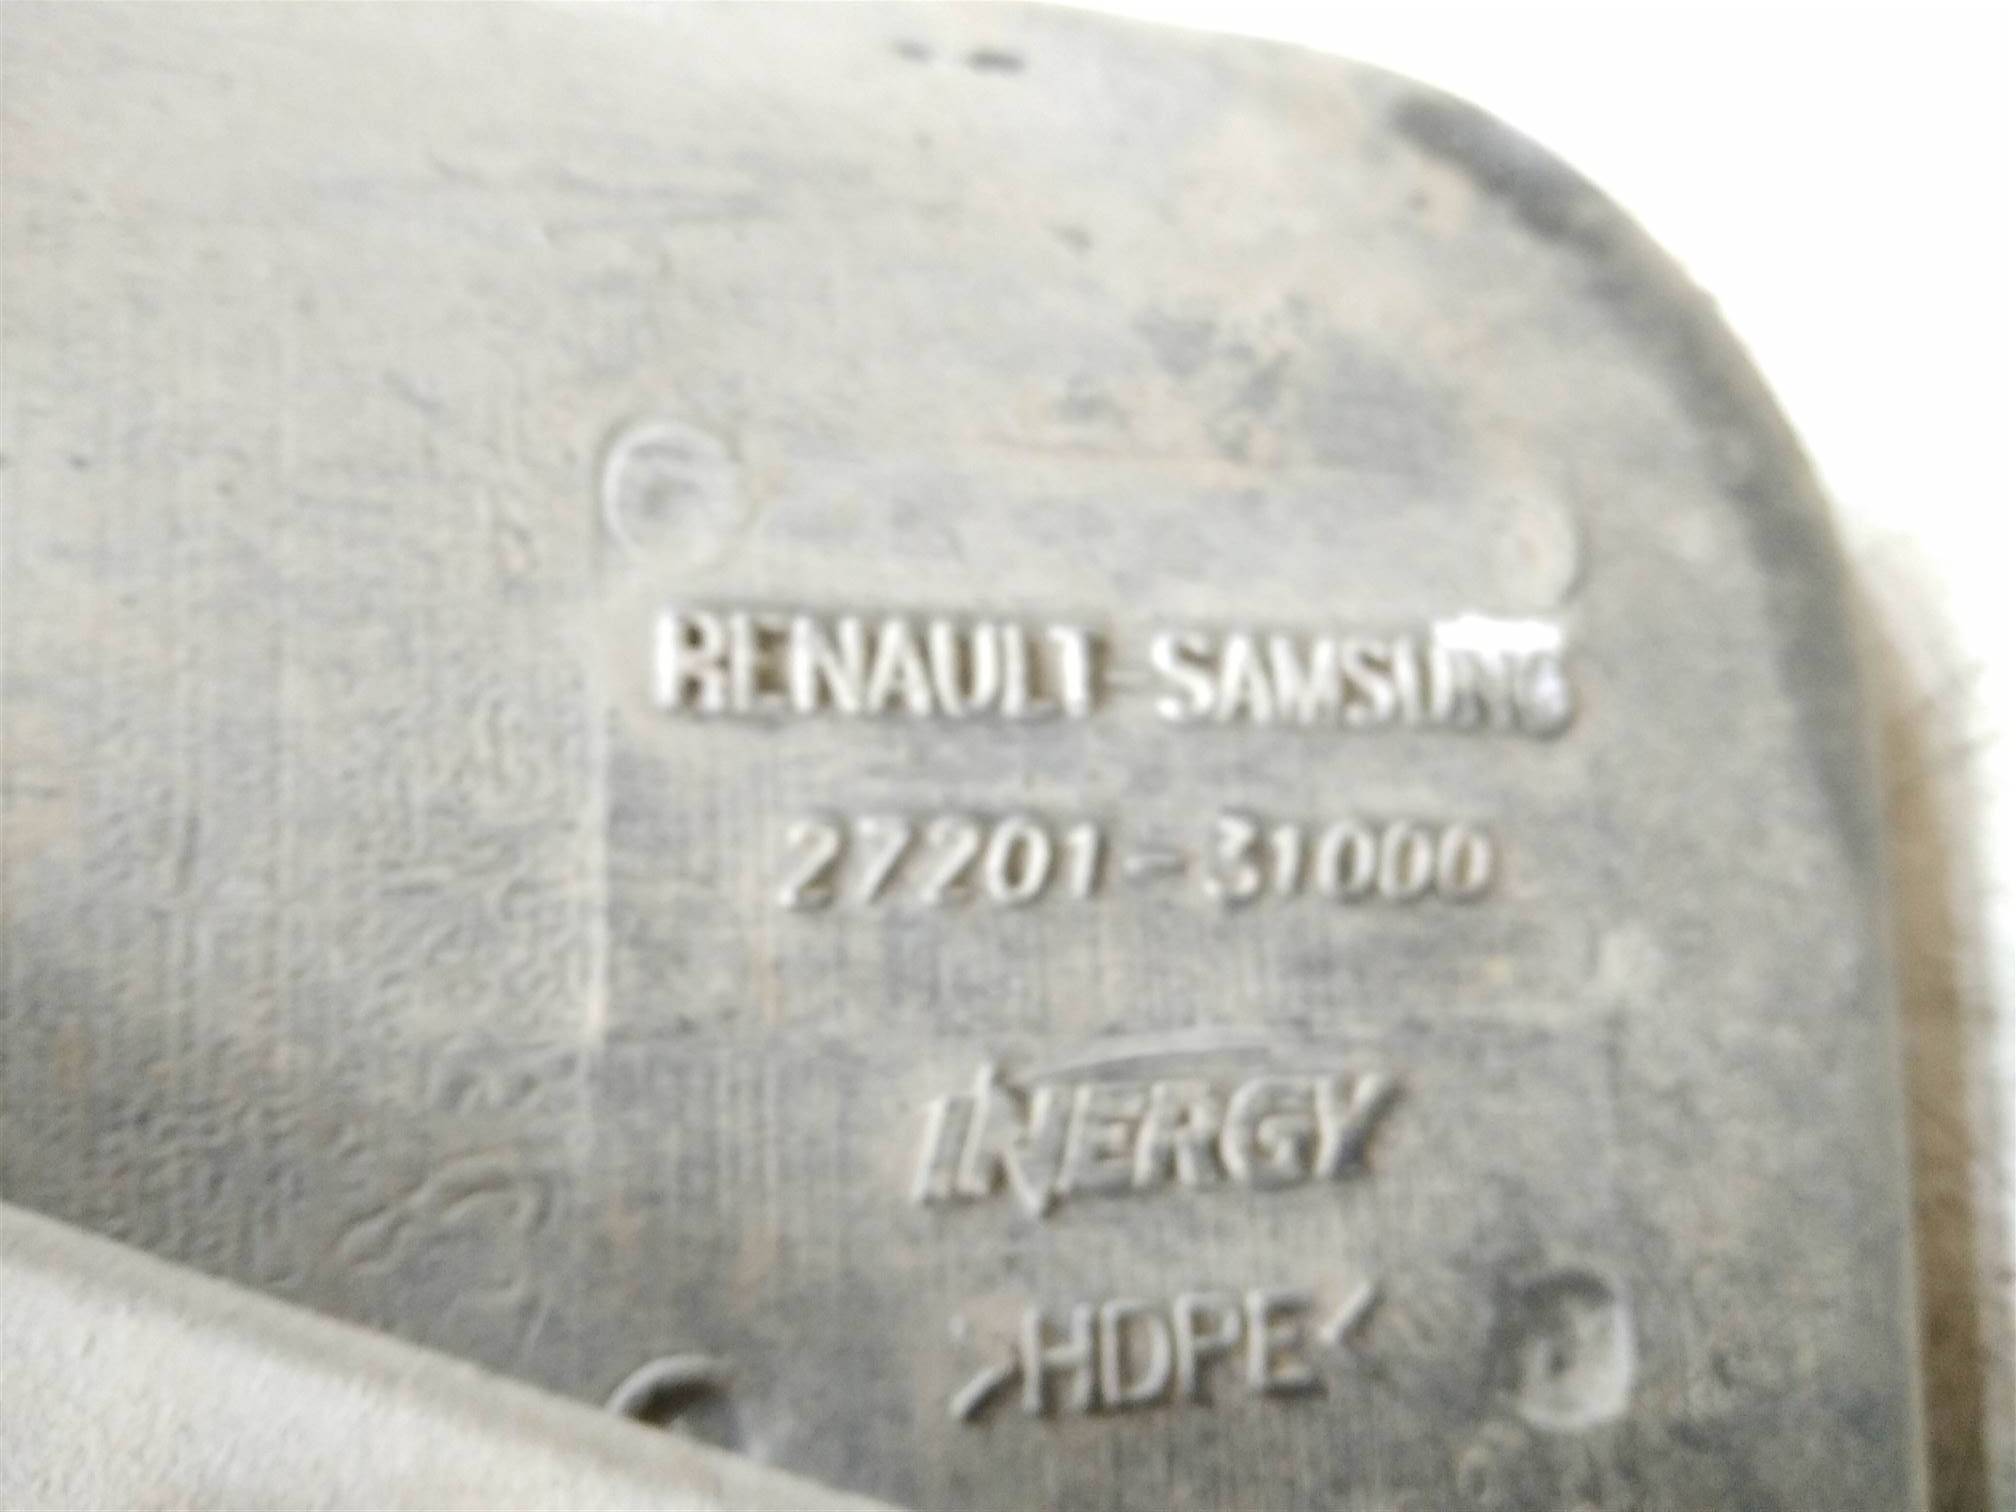 RENAULT-SAMSUNG
27201-31000
INERGY
>HDPE<